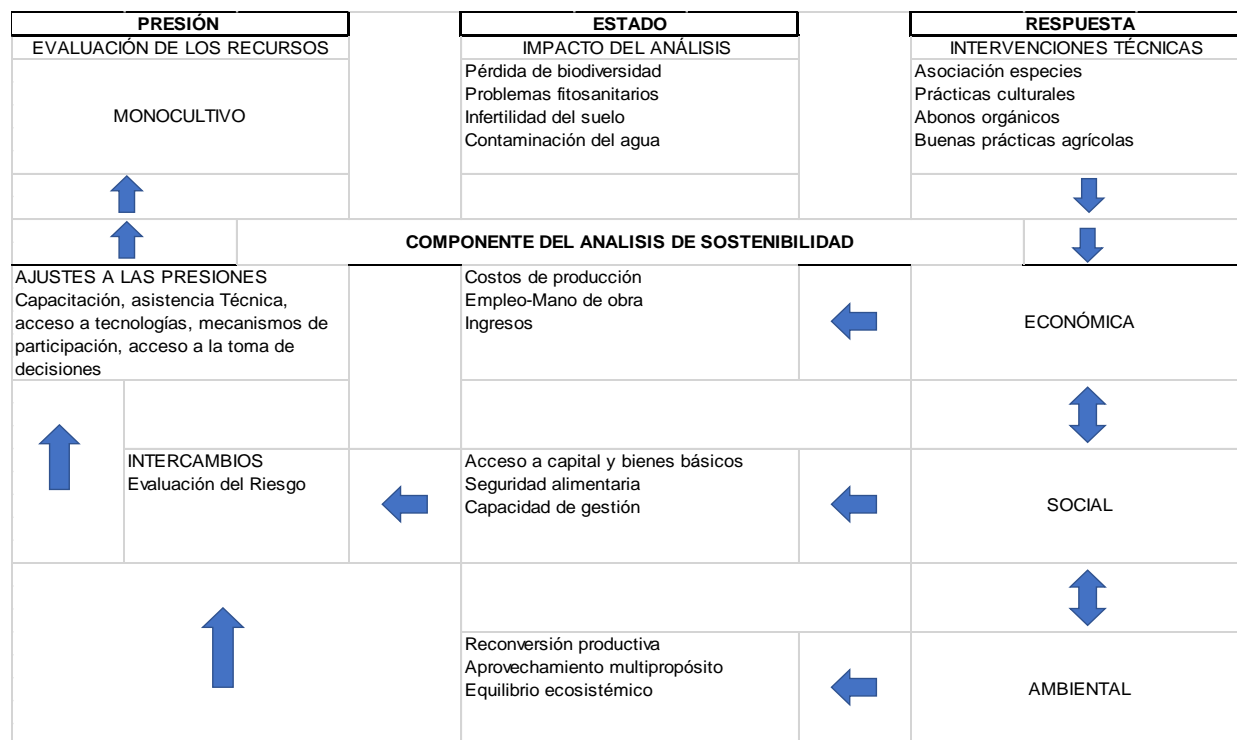 PRESIÓN
ESTADO
RESPUESTA
EVALUACIÓN DE LOS RECURSOS
IMPACTO DEL ANÁLISIS
INTERVENCIONES TÉCNICAS
MONOCULTIVO
Pérdida de biodiversidad
Problemas fitosanitarios
Infertilidad del suelo
Contaminación del agua
Asociación especies
Prácticas culturales
Abonos orgánicos
Buenas prácticas agrícolas
COMPONENTE DEL ANALISIS DE SOSTENIBILIDAD
AJUSTES A LAS PRESIONES
Capacitación, asistencia Técnica,
acceso a tecnologías, mecanismos de
participación, acceso a la toma de
decisiones
Costos de producción
Empleo-Mano de obra
Ingresos
ECONÓMICA
INTERCAMBIOS
Evaluación del Riesgo
Acceso a capital y bienes básicos
Seguridad alimentaria
Capacidad de gestión
SOCIAL
Reconversión productiva
Aprovechamiento multipropósito
Equilibrio ecosistémico
AMBIENTAL